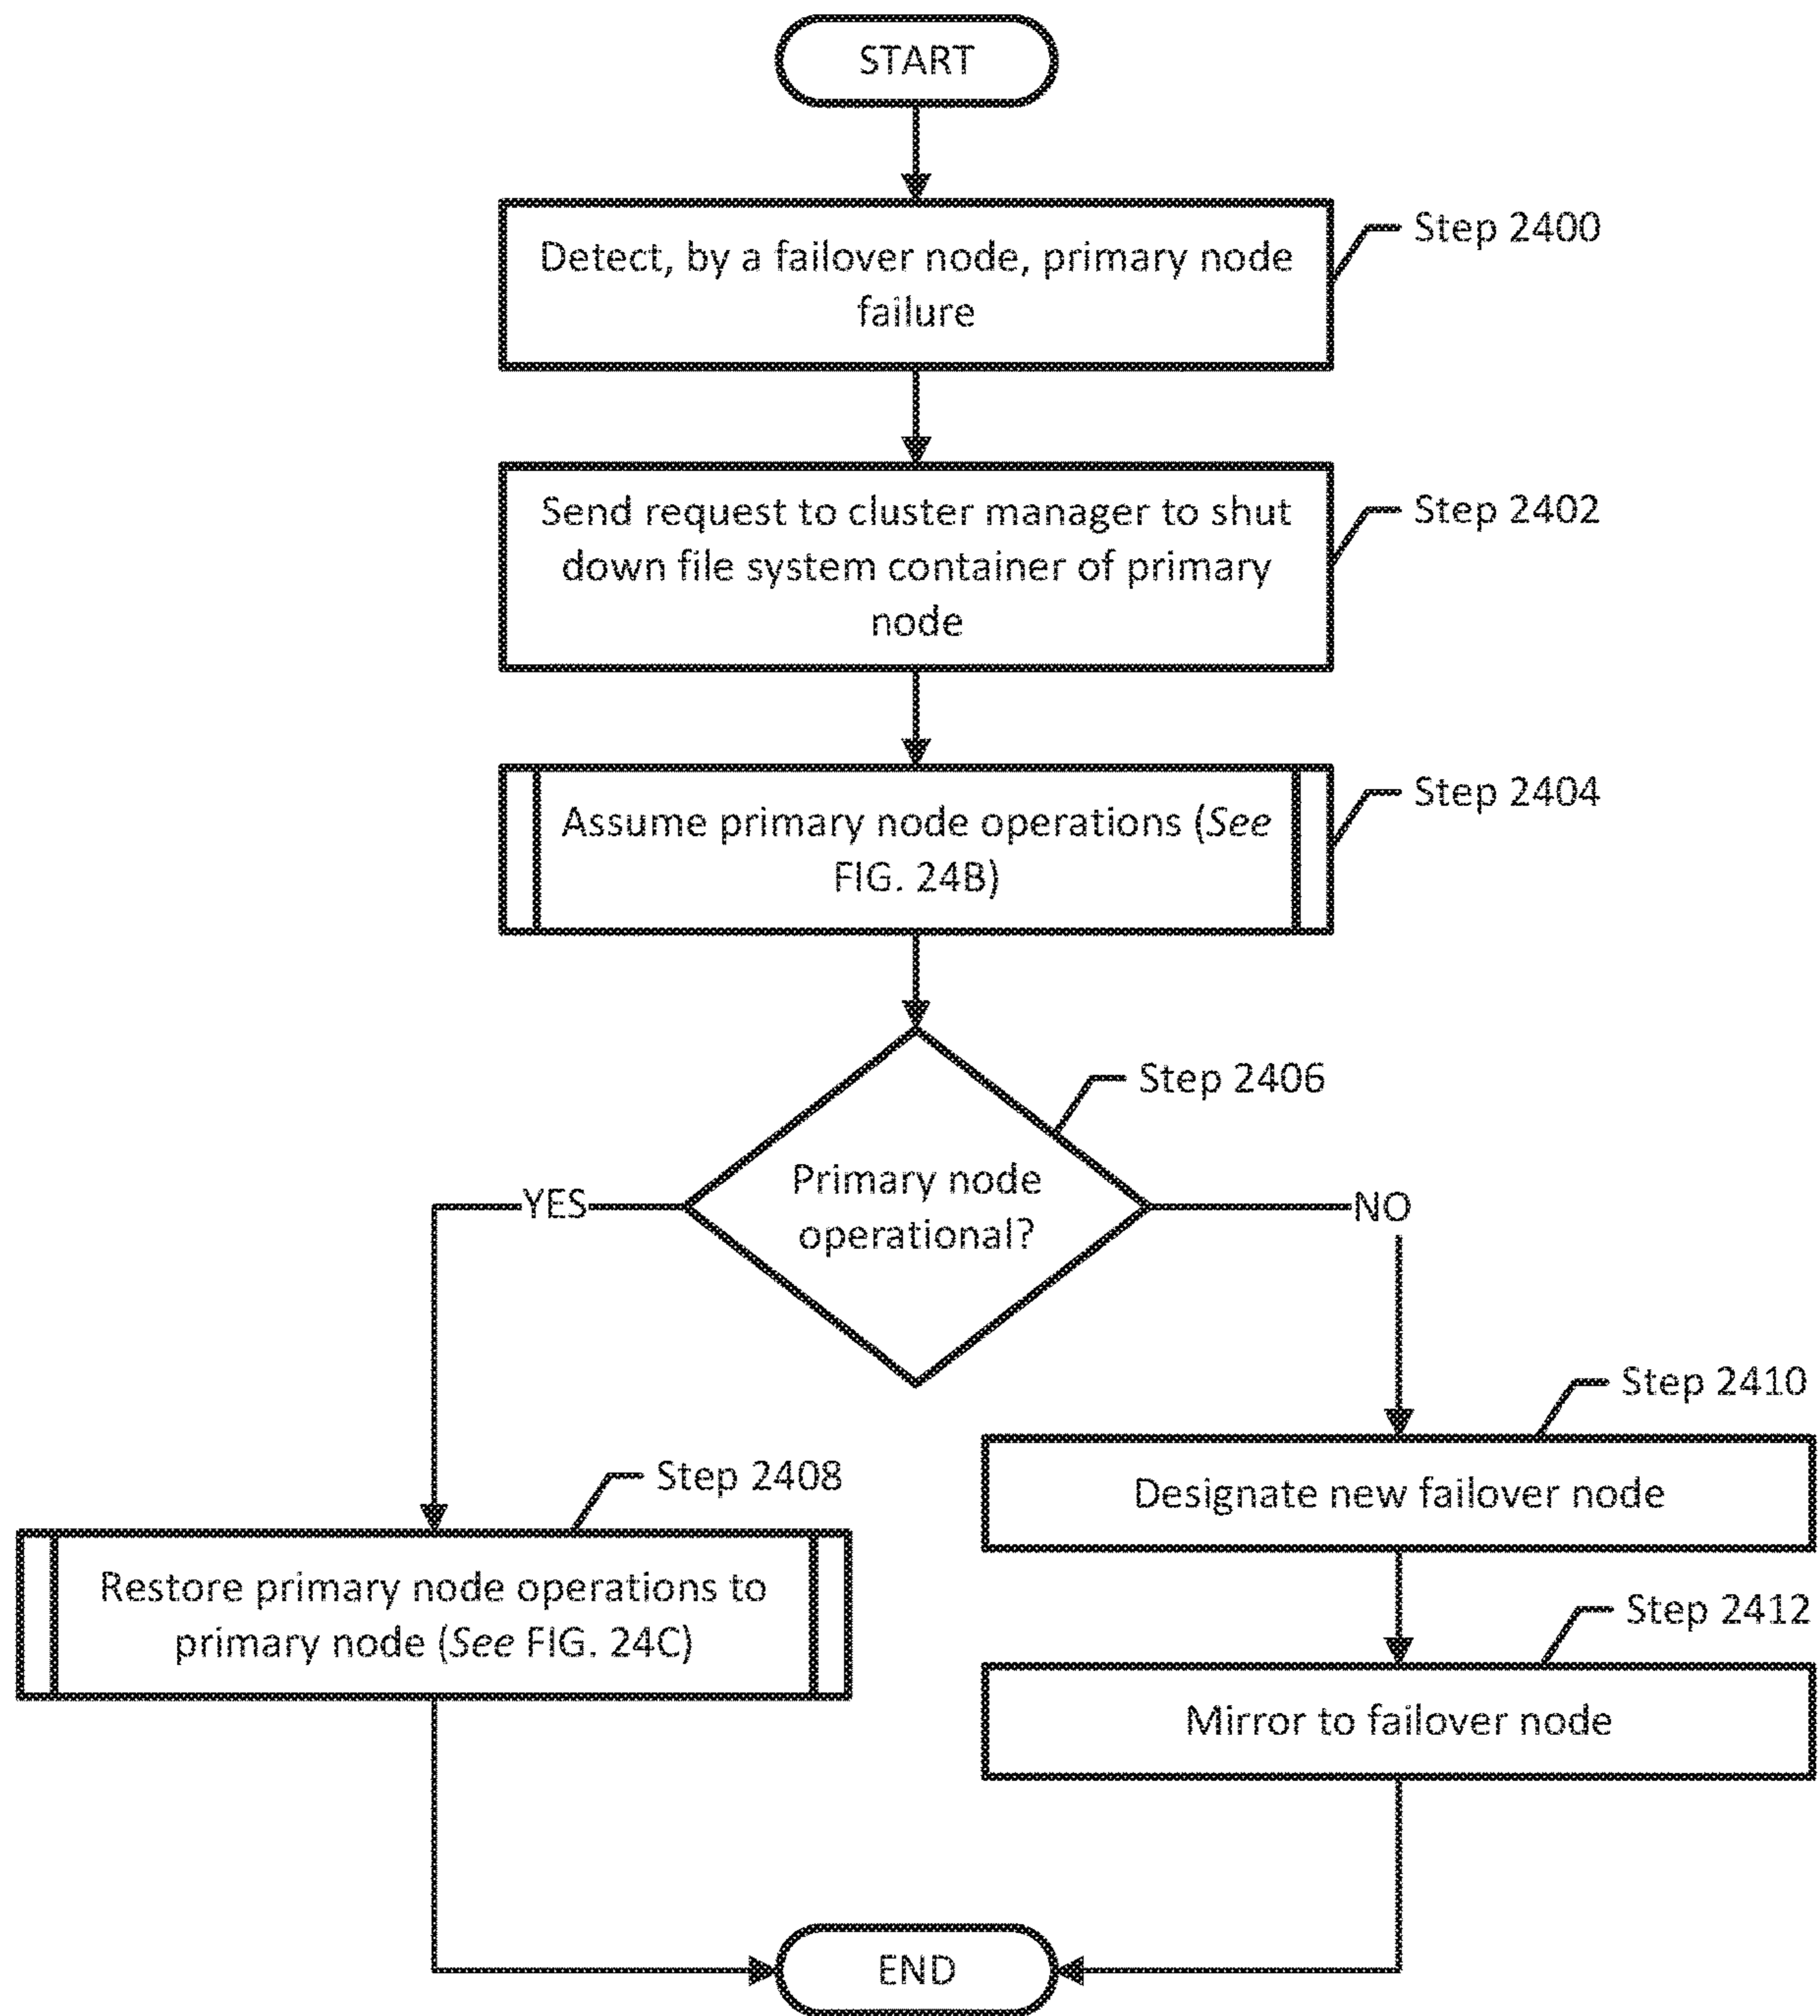 START
Detect, by a failover node, primary node
failure
Step 2400
Send request to cluster manager to shut
down file system container of primary
node
Step 2402
Assume primary node operations (See
FIG. 24B)
Step 2404
Primary node
operational?
Step 2406
YES
NO
Step 2408
Restore primary node operations to
primary node (See FIG. 24C)
Step 2410
Designate new failover node
Step 2412
Mirror to failover node
END